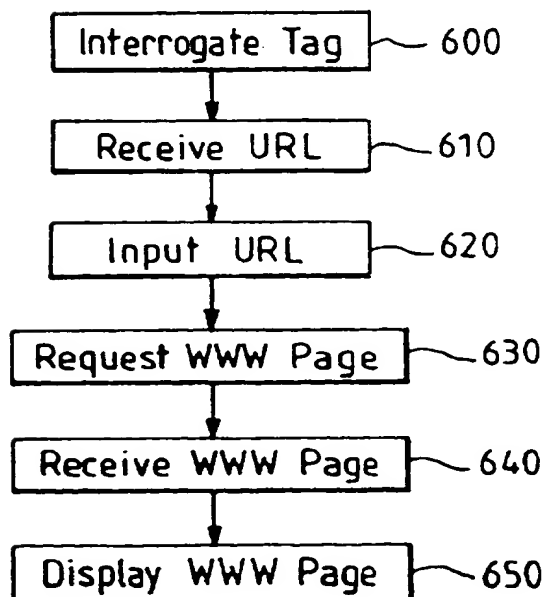 Interrogate Tag 600
Receive URL 610
Input URL 620
Request WWW Page 630
Receive WWW Page 640
Display WWW Page 650